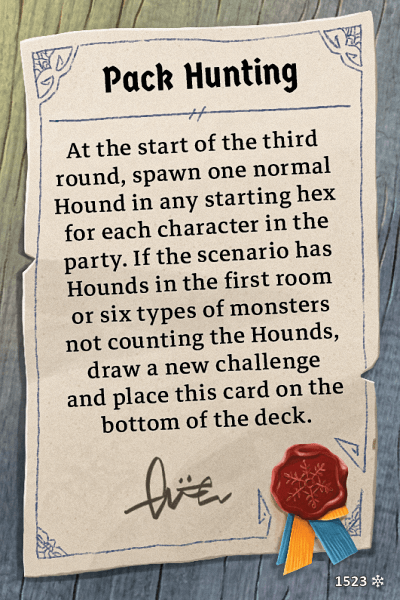 Pack Hunting
At the start of the third
round, spawn one normal
Hound in any starting hex
for each character in the
party. If the scenario has
Hounds in the first room
or six types of monsters
not counting the Hounds,
draw a new challenge
and place this card on the
bottom of the deck.
1523